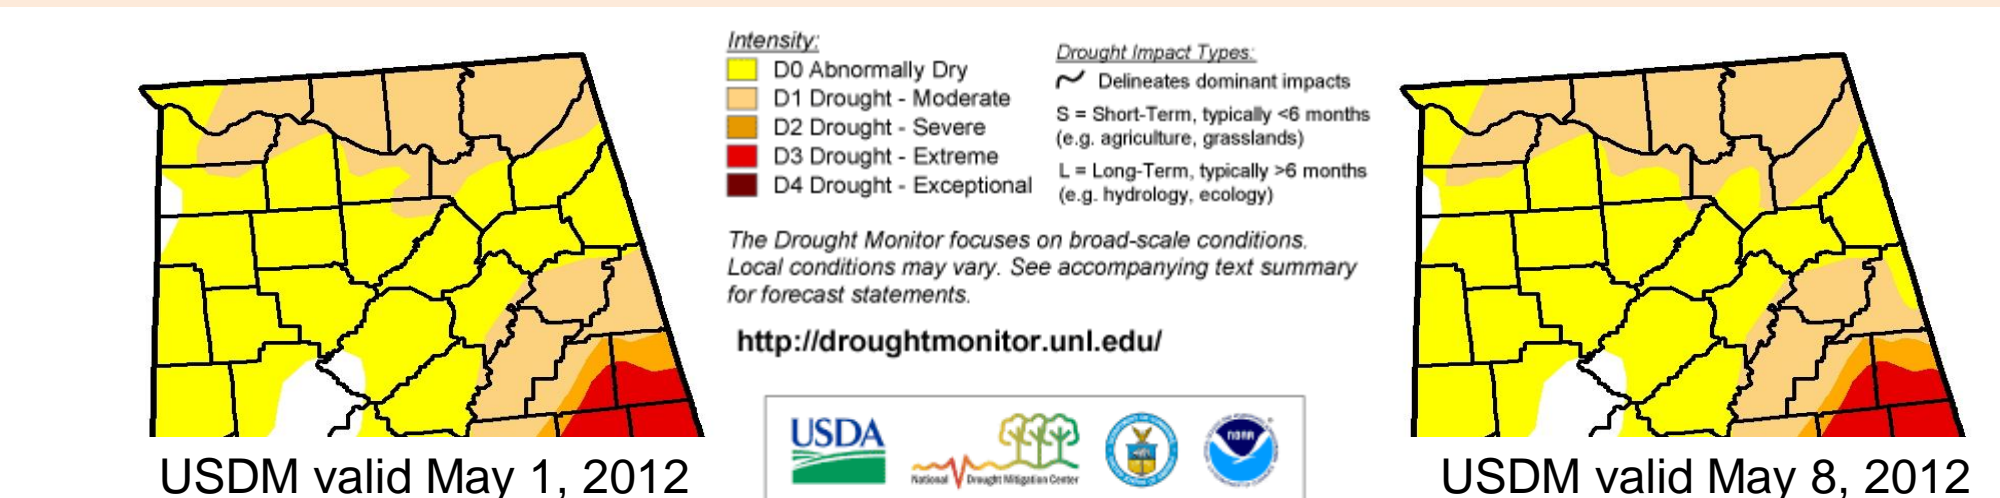 Intensity:
D0 Abnormally Dry
D1 Drought - Moderate
D2 Drought - Severe
D3 Drought - Extreme
D4 Drought - Exceptional
Drought Impact Types:
Delineates dominant impacts
S = Short-Term, typically <6 months
(e.g. agriculture, grasslands)
L = Long-Term, typically >6 months
(e.g. hydrology, ecology)
The Drought Monitor focuses on broad-scale conditions.
Local conditions may vary. See accompanying text summary
for forecast statements.
http://droughtmonitor.unl.edu/
USDA
National Drought Mitigation Center
NOAA
USDM valid May 1, 2012
USDM valid May 8, 2012